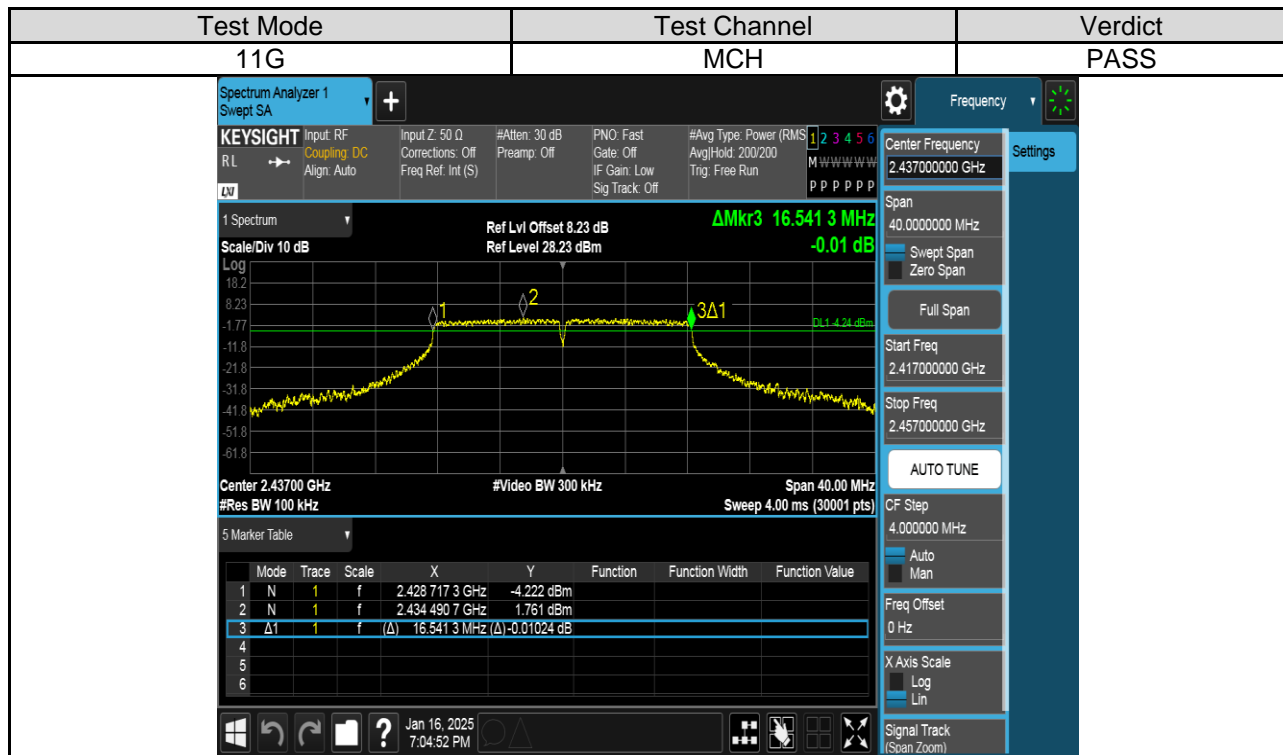 Test Mode Test Channel Verdict
11G MCH PASS
Spectrum Analyzer 1
Swept SA
+
Frequency
KEYSIGHT Input: RF Input Z: 50 Ω #Atten: 30 dB PNO: Fast #Avg Type: Power (RMS 1 2 3 4 5 6
RL Coupling: DC Corrections: Off Preamp: Off Gate: Off Avg|Hold: 200/200 M W W W W W
Align: Auto Freq Ref: Int (S) IF Gain: Low Trig: Free Run
LXI Sig Track: Off P P P P P P
1 Spectrum
Scale/Div 10 dB
Ref Lvl Offset 8.23 dB
Ref Level 28.23 dBm
ΔMkr3 16.541 3 MHz
-0.01 dB
Log
18.2
8.23
-1.77
-11.8
-21.8
-31.8
-41.8
-51.8
-61.8
1
2
3Δ1
DL1 -4.24 dBm
Center 2.43700 GHz #Video BW 300 kHz Span 40.00 MHz
#Res BW 100 kHz Sweep 4.00 ms (30001 pts)
5 Marker Table
Mode Trace Scale X Y Function Function Width Function Value
1 N 1 f 2.428 717 3 GHz -4.222 dBm
2 N 1 f 2.434 490 7 GHz 1.761 dBm
3 Δ1 1 f (Δ) 16.541 3 MHz (Δ) -0.01024 dB
4
5
6
?
Jan 16, 2025
7:04:52 PM
Center Frequency
2.437000000 GHz
Settings
Span
40.0000000 MHz
Swept Span
Zero Span
Full Span
Start Freq
2.417000000 GHz
Stop Freq
2.457000000 GHz
AUTO TUNE
CF Step
4.000000 MHz
Auto
Man
Freq Offset
0 Hz
X Axis Scale
Log
Lin
Signal Track
(Span Zoom)